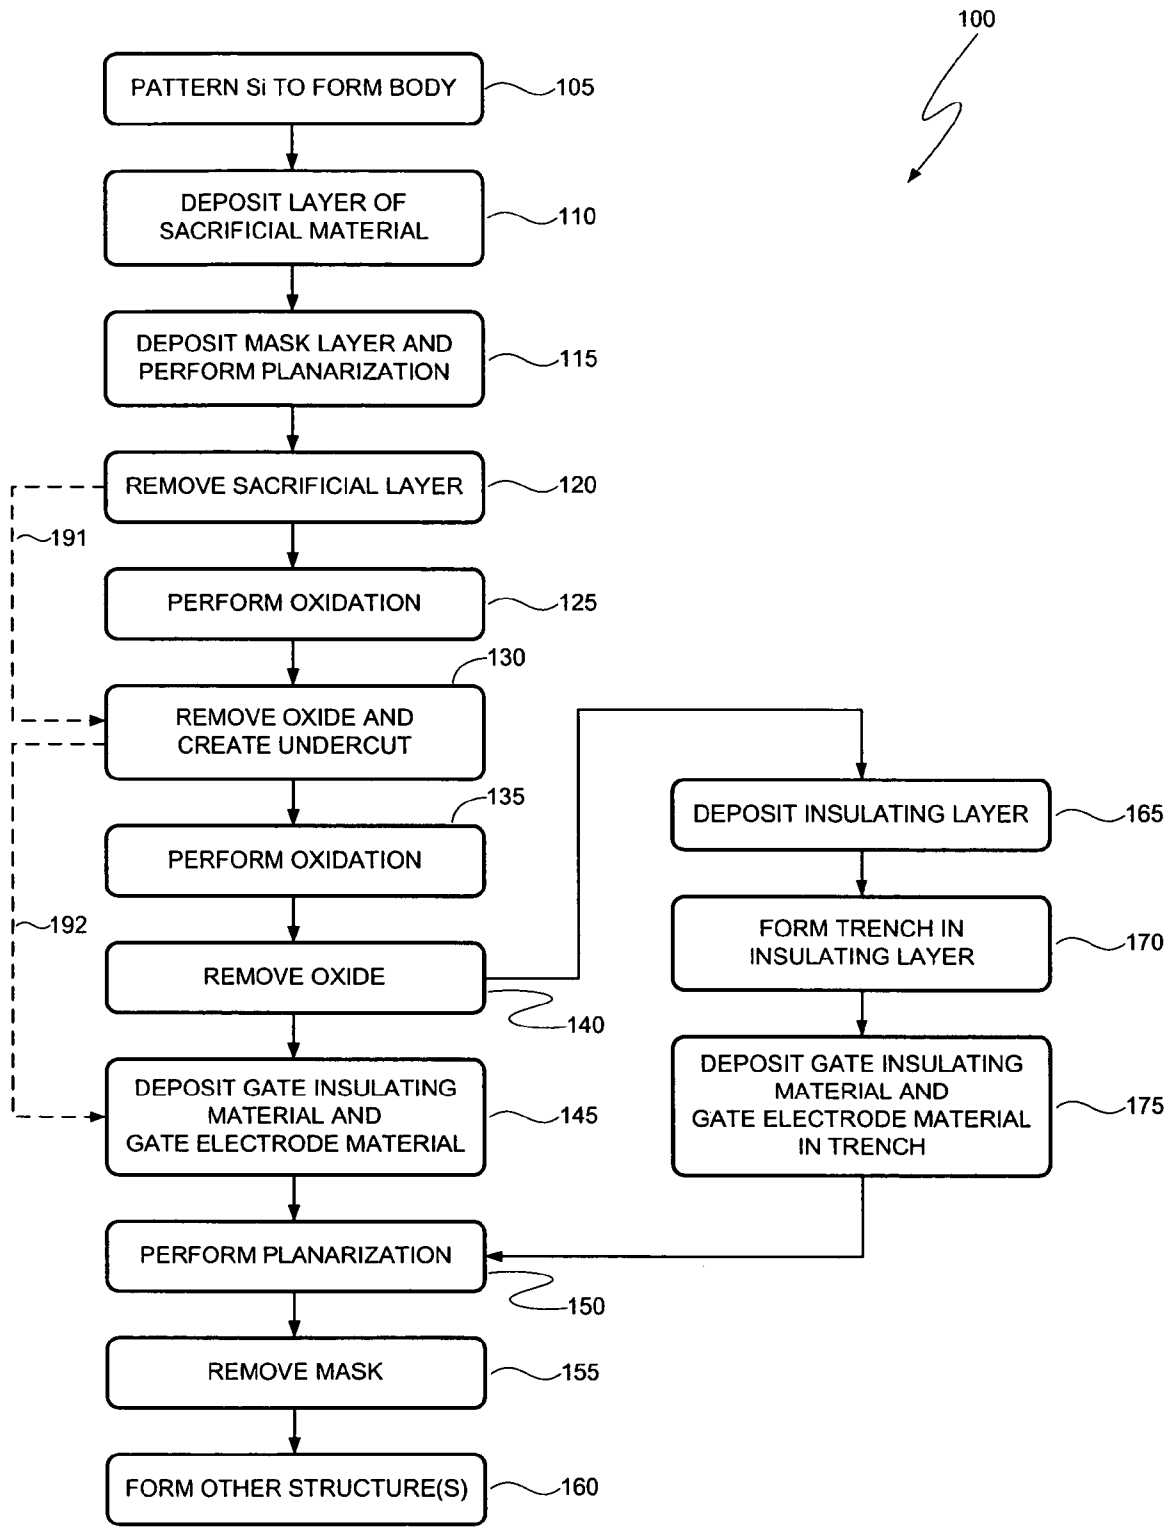 100
PATTERN Si TO FORM BODY
105
DEPOSIT LAYER OF
SACRIFICIAL MATERIAL
110
DEPOSIT MASK LAYER AND
PERFORM PLANARIZATION
115
REMOVE SACRIFICIAL LAYER
120
191
PERFORM OXIDATION
125
130
REMOVE OXIDE AND
CREATE UNDERCUT
135
PERFORM OXIDATION
192
REMOVE OXIDE
140
DEPOSIT GATE INSULATING
MATERIAL AND
GATE ELECTRODE MATERIAL
145
DEPOSIT INSULATING LAYER
165
FORM TRENCH IN
INSULATING LAYER
170
DEPOSIT GATE INSULATING
MATERIAL AND
GATE ELECTRODE MATERIAL
IN TRENCH
175
PERFORM PLANARIZATION
150
REMOVE MASK
155
FORM OTHER STRUCTURE(S)
160